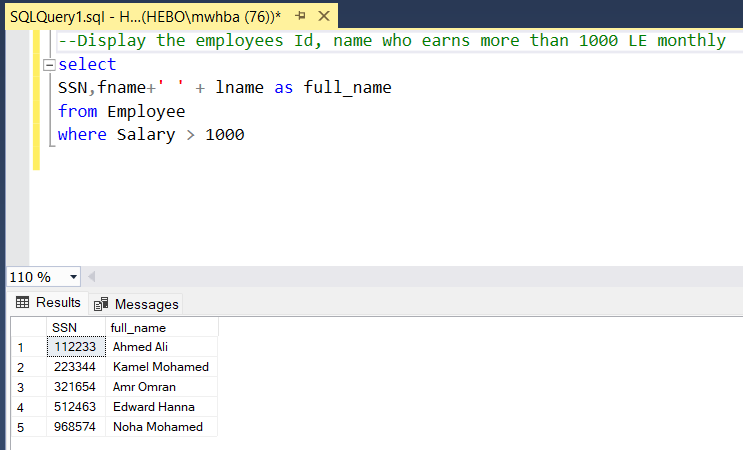 SQLQuery1.sql - H...(HEBO\mwhba (76))*
--Display the employees Id, name who earns more than 1000 LE monthly
select
SSN,fname+' ' + lname as full_name
from Employee
where Salary > 1000
110 %
Results Messages
SSN full_name
1 112233 Ahmed Ali
2 223344 Kamel Mohamed
3 321654 Amr Omran
4 512463 Edward Hanna
5 968574 Noha Mohamed